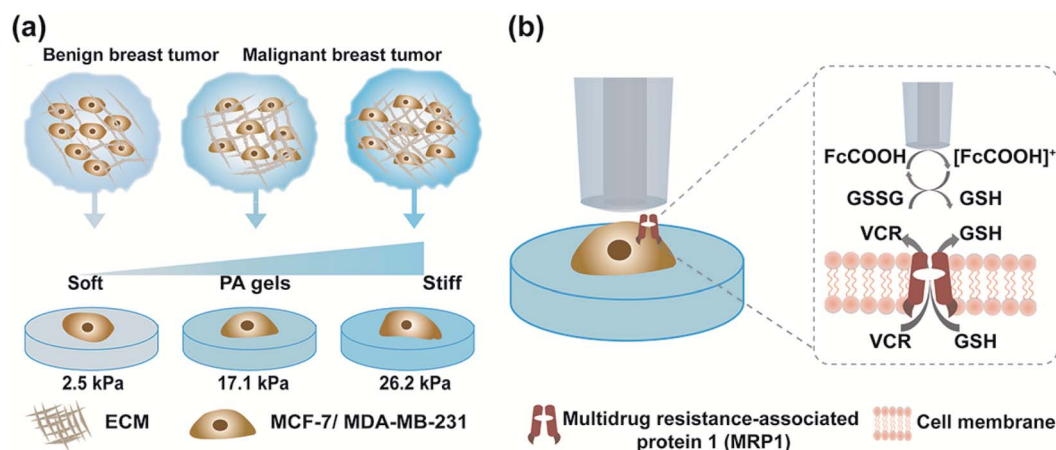 (a)
Benign breast tumor
Malignant breast tumor
Soft
PA gels
Stiff
2.5 kPa
17.1 kPa
26.2 kPa
ECM
MCF-7/ MDA-MB-231
(b)
FcCOOH
[FcCOOH]⁺
GSSG
GSH
VCR
GSH
VCR
GSH
Multidrug resistance-associated
protein 1 (MRP1)
Cell membrane